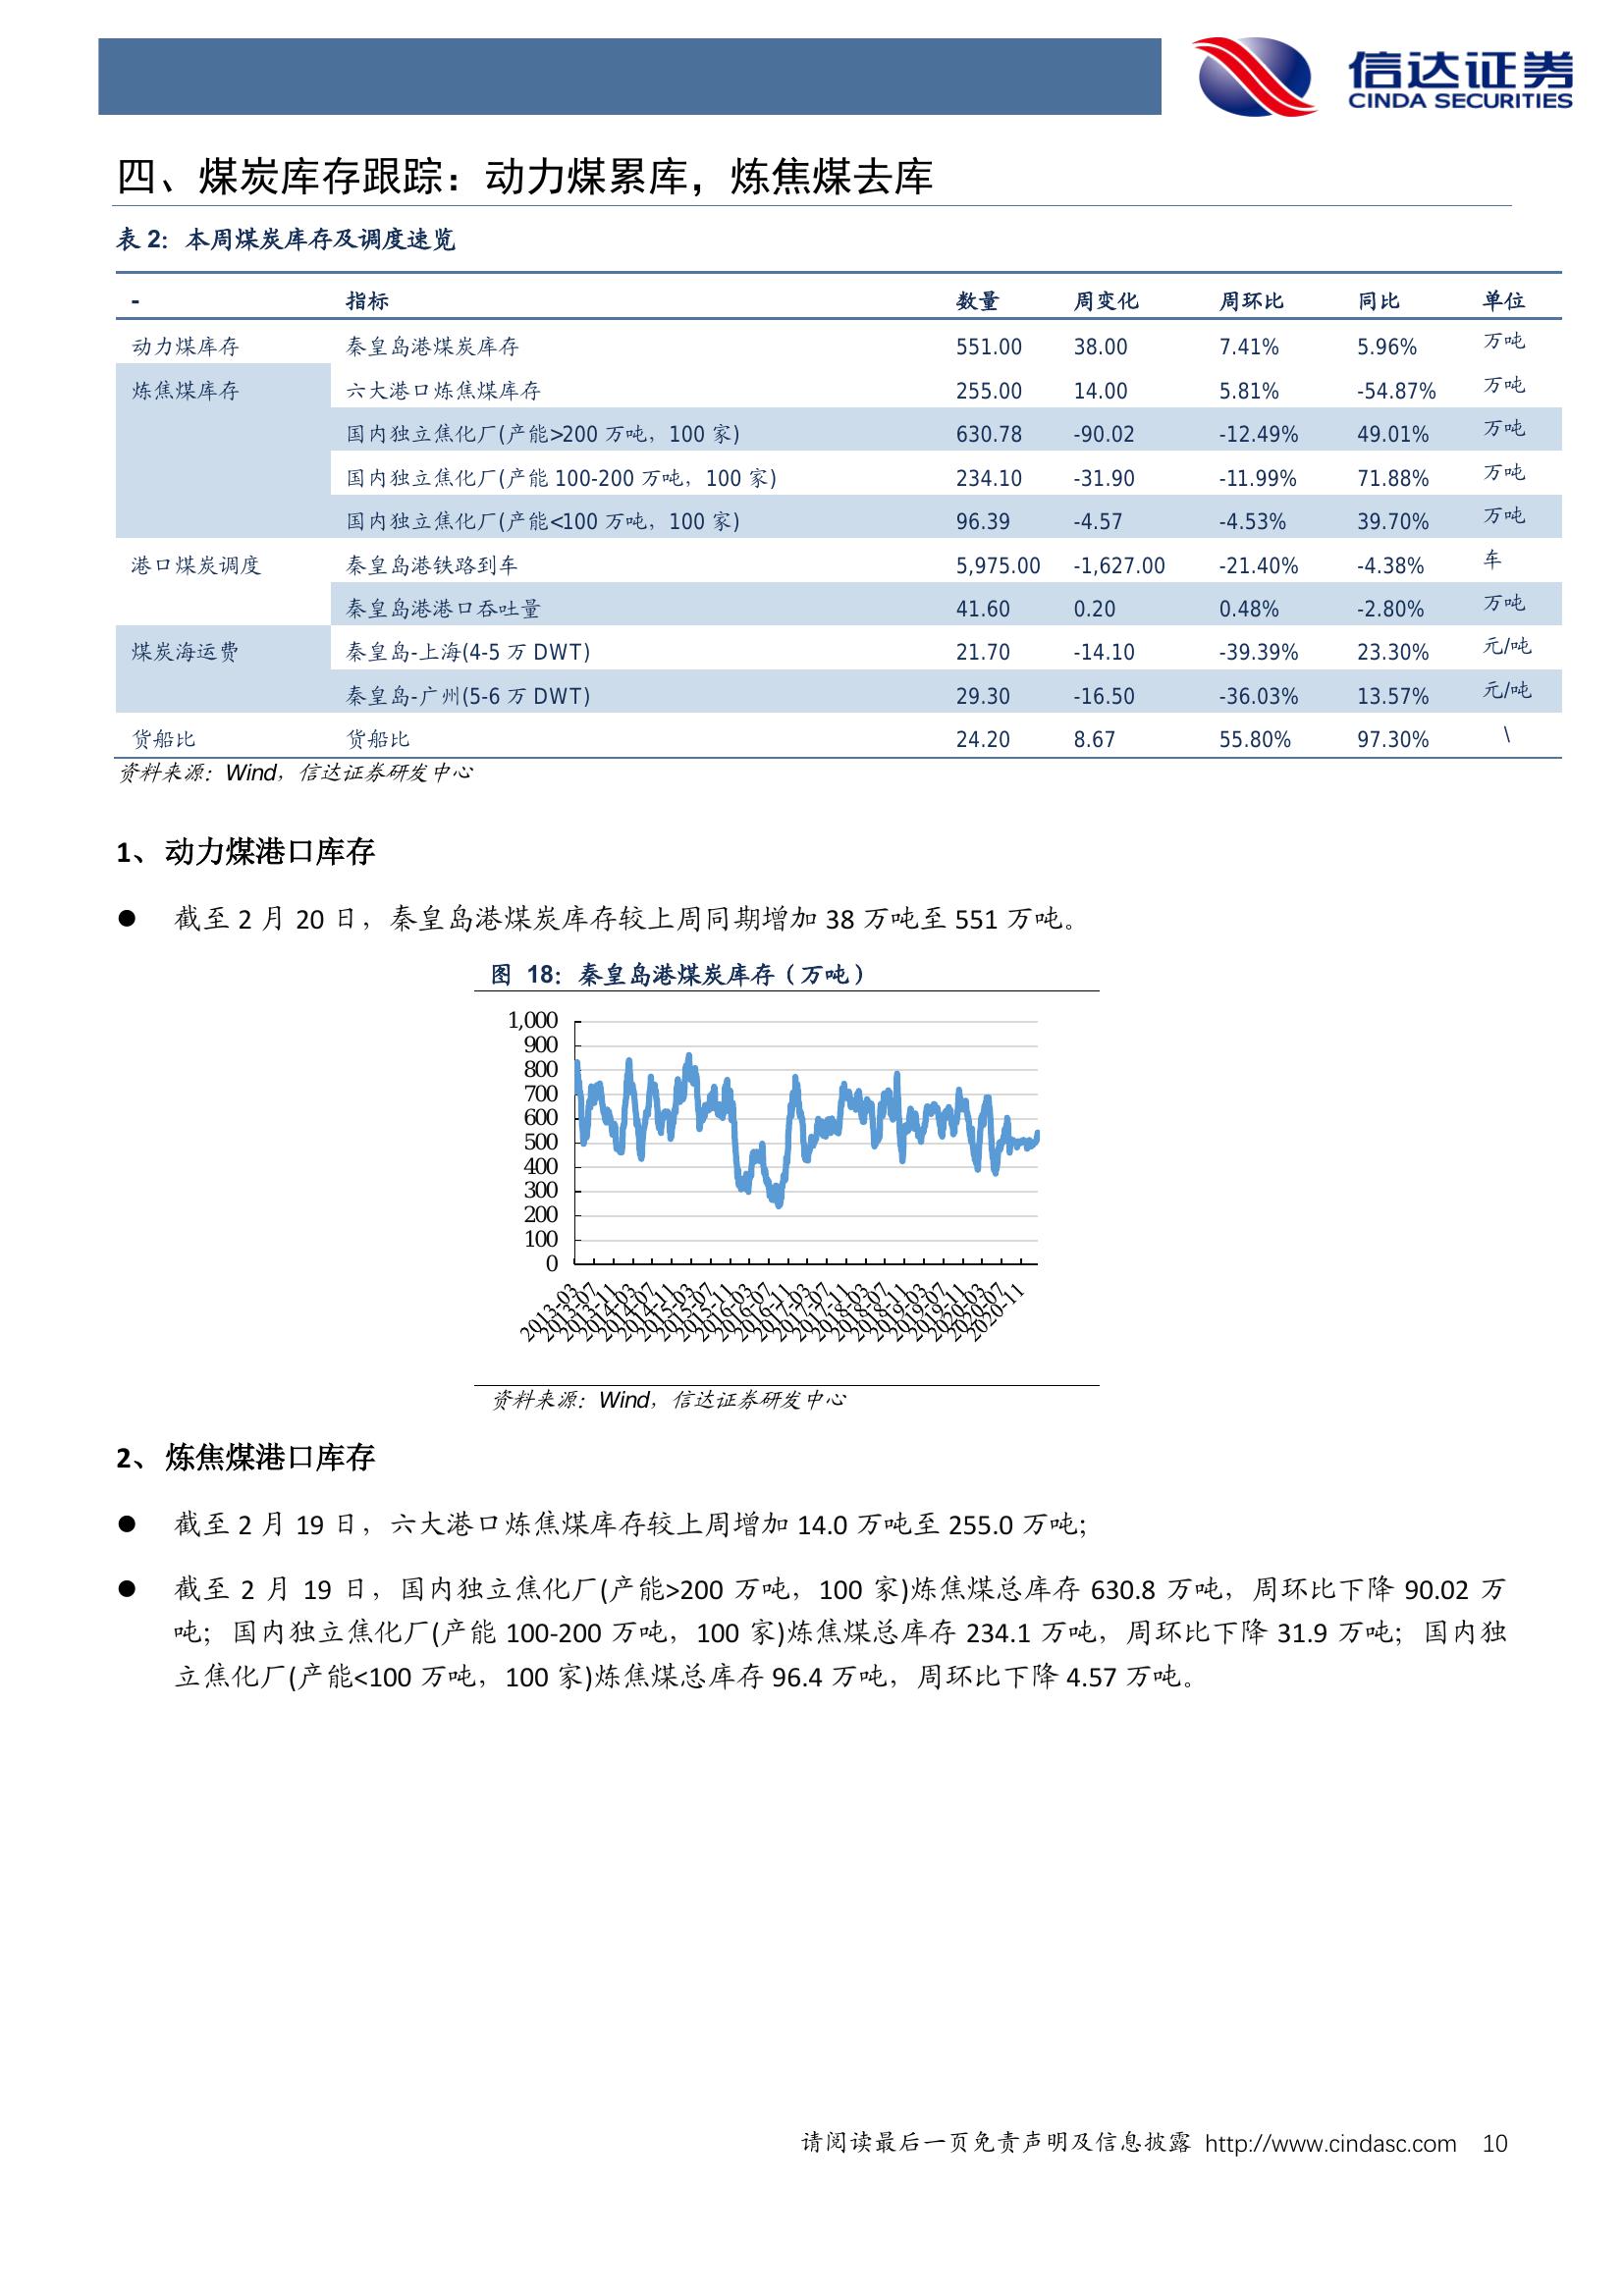 信达证券
CINDA SECURITIES
四、煤炭库存跟踪：动力煤累库，炼焦煤去库
表 2：本周煤炭库存及调度速览
- 指标 数量 周变化 周环比 同比 单位
动力煤库存 秦皇岛港煤炭库存 551.00 38.00 7.41% 5.96% 万吨
炼焦煤库存 六大港口炼焦煤库存 255.00 14.00 5.81% -54.87% 万吨
国内独立焦化厂(产能>200 万吨，100 家) 630.78 -90.02 -12.49% 49.01% 万吨
国内独立焦化厂(产能 100-200 万吨，100 家) 234.10 -31.90 -11.99% 71.88% 万吨
国内独立焦化厂(产能<100 万吨，100 家) 96.39 -4.57 -4.53% 39.70% 万吨
港口煤炭调度 秦皇岛港铁路到车 5,975.00 -1,627.00 -21.40% -4.38% 车
秦皇岛港港口吞吐量 41.60 0.20 0.48% -2.80% 万吨
煤炭海运费 秦皇岛-上海(4-5 万 DWT) 21.70 -14.10 -39.39% 23.30% 元/吨
秦皇岛-广州(5-6 万 DWT) 29.30 -16.50 -36.03% 13.57% 元/吨
货船比 货船比 24.20 8.67 55.80% 97.30% \
资料来源：Wind，信达证券研发中心
1、动力煤港口库存
● 截至 2 月 20 日，秦皇岛港煤炭库存较上周同期增加 38 万吨至 551 万吨。
图 18：秦皇岛港煤炭库存（万吨）
1,000
900
800
700
600
500
400
300
200
100
0
2013-03
2013-07
2013-11
2014-03
2014-07
2014-11
2015-03
2015-07
2015-11
2016-03
2016-07
2016-11
2017-03
2017-07
2017-11
2018-03
2018-07
2018-11
2019-03
2019-07
2019-11
2020-03
2020-07
2020-11
资料来源：Wind，信达证券研发中心
2、炼焦煤港口库存
● 截至 2 月 19 日，六大港口炼焦煤库存较上周增加 14.0 万吨至 255.0 万吨；
● 截至 2 月 19 日，国内独立焦化厂(产能>200 万吨，100 家)炼焦煤总库存 630.8 万吨，周环比下降 90.02 万
吨；国内独立焦化厂(产能 100-200 万吨，100 家)炼焦煤总库存 234.1 万吨，周环比下降 31.9 万吨；国内独
立焦化厂(产能<100 万吨，100 家)炼焦煤总库存 96.4 万吨，周环比下降 4.57 万吨。
请阅读最后一页免责声明及信息披露 http://www.cindasc.com 10